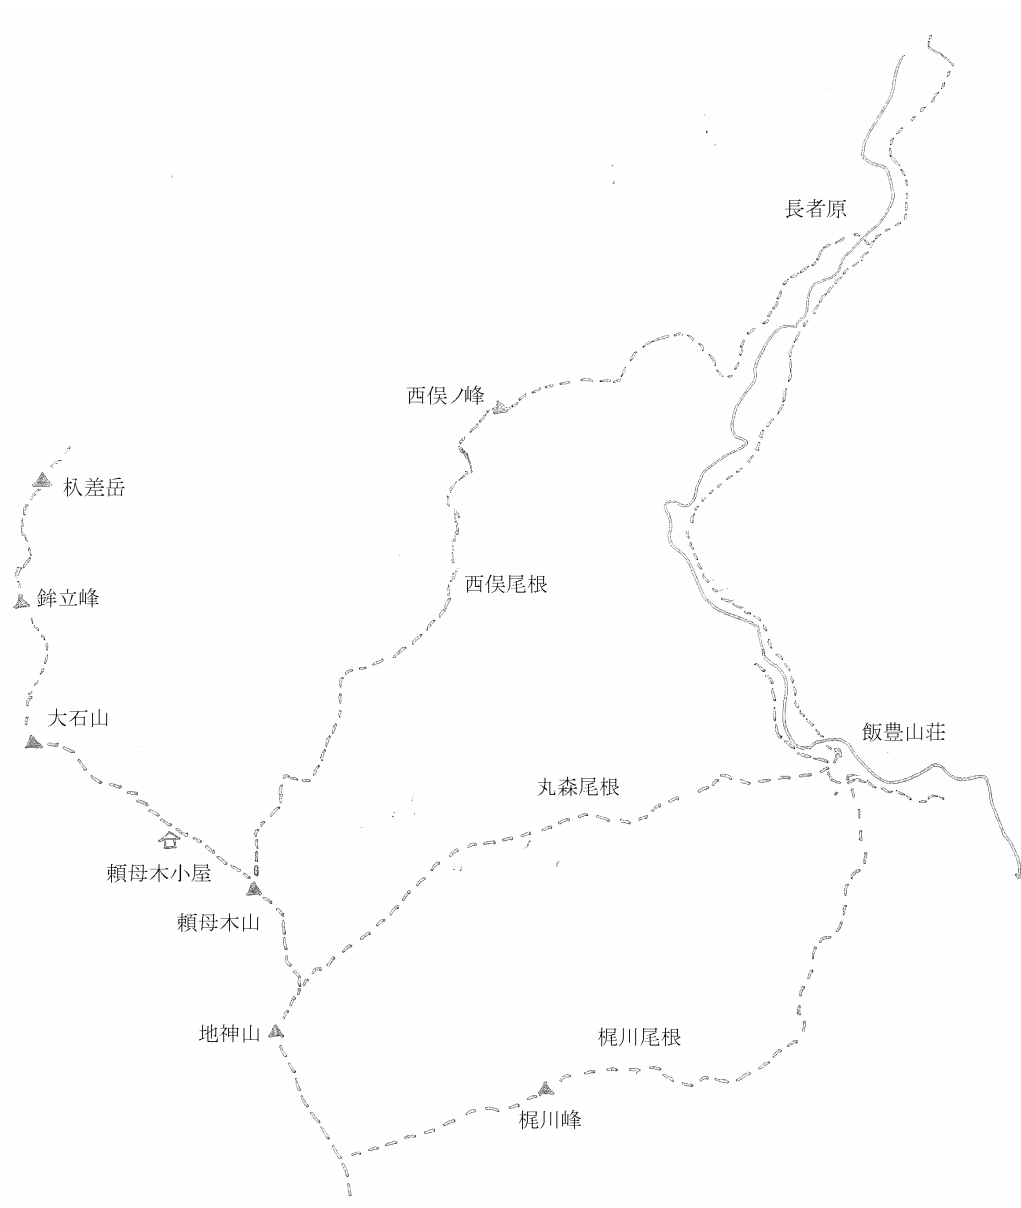 長者原
西俣ノ峰
杁差岳
西俣尾根
鉾立峰
大石山
飯豊山荘
丸森尾根
頼母木小屋
頼母木山
地神山
梶川尾根
梶川峰